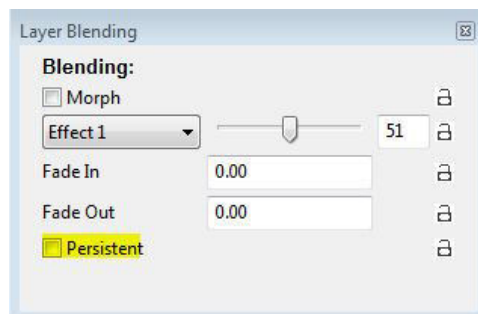 Layer Blending
Blending:
Morph
Effect 1 51
Fade In 0.00
Fade Out 0.00
Persistent